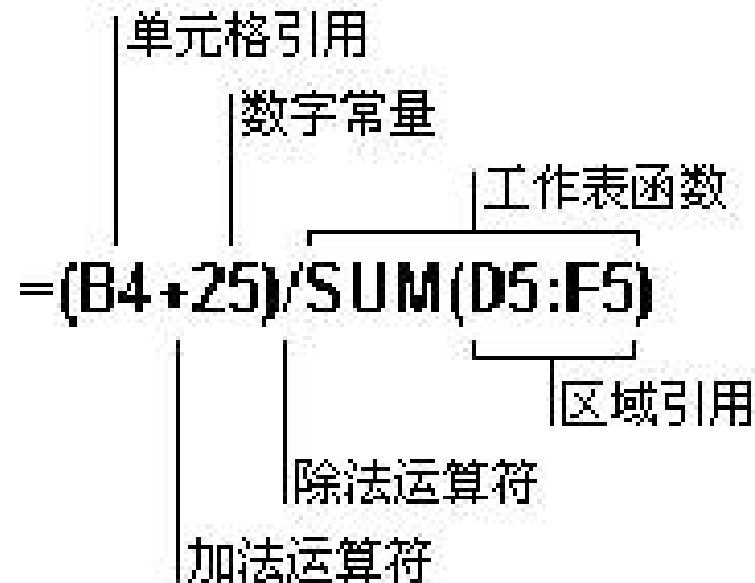 单元格引用
数字常量
工作表函数
=(B4+25)/SUM(D5:F5)
区域引用
除法运算符
加法运算符